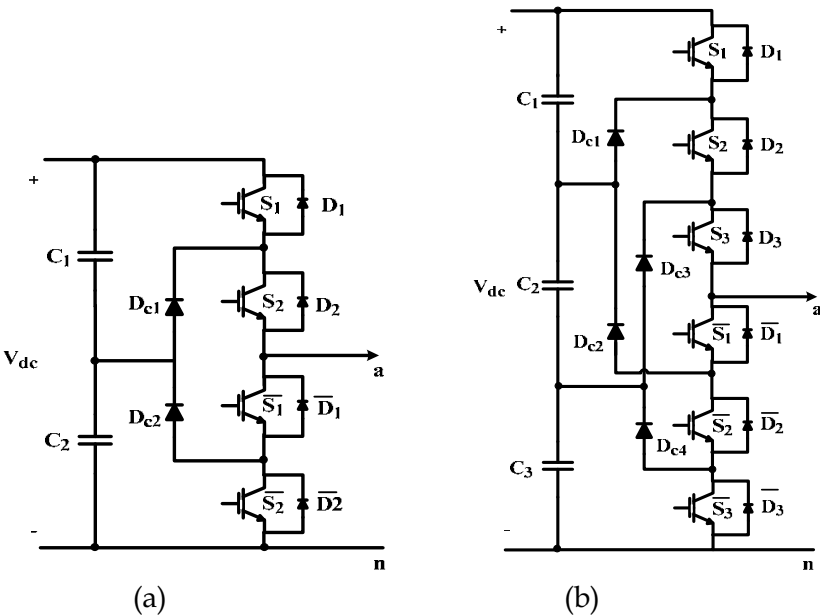 +
C1
Vdc
C2
-
Dc1
Dc2
S1
D1
S2
D2
a
S̅1̅
D̅1
S̅2̅
D̅2̅
n
(a)
+
C1
Vdc
C2
C3
-
Dc1
Dc2
Dc3
Dc4
S1
D1
S2
D2
S3
D3
a
S̅1̅
D̅1
S̅2̅
D̅2
S̅3̅
D̅3
n
(b)